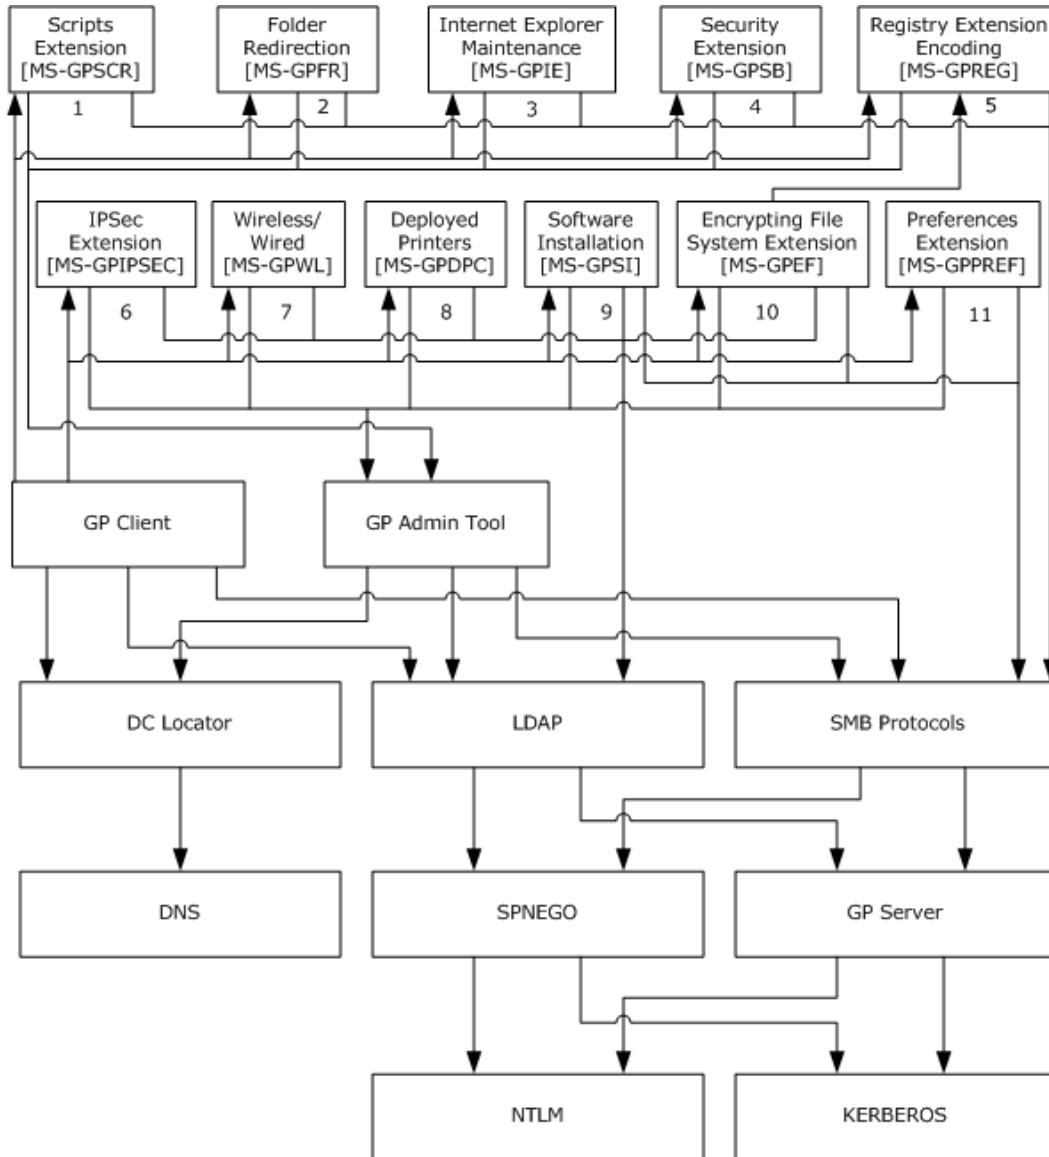 Scripts
Extension
[MS-GPSCR]
Folder
Redirection
[MS-GPFR]
Internet Explorer
Maintenance
[MS-GPIE]
Security
Extension
[MS-GPSB]
Registry Extension
Encoding
[MS-GPREG]
1
2
3
4
5
IPSec
Extension
[MS-GPIPSEC]
Wireless/
Wired
[MS-GPWL]
Deployed
Printers
[MS-GPDPC]
Software
Installation
[MS-GPSI]
Encrypting File
System Extension
[MS-GPEF]
Preferences
Extension
[MS-GPPREF]
6
7
8
9
10
11
GP Client
GP Admin Tool
DC Locator
LDAP
SMB Protocols
DNS
SPNEGO
GP Server
NTLM
KERBEROS